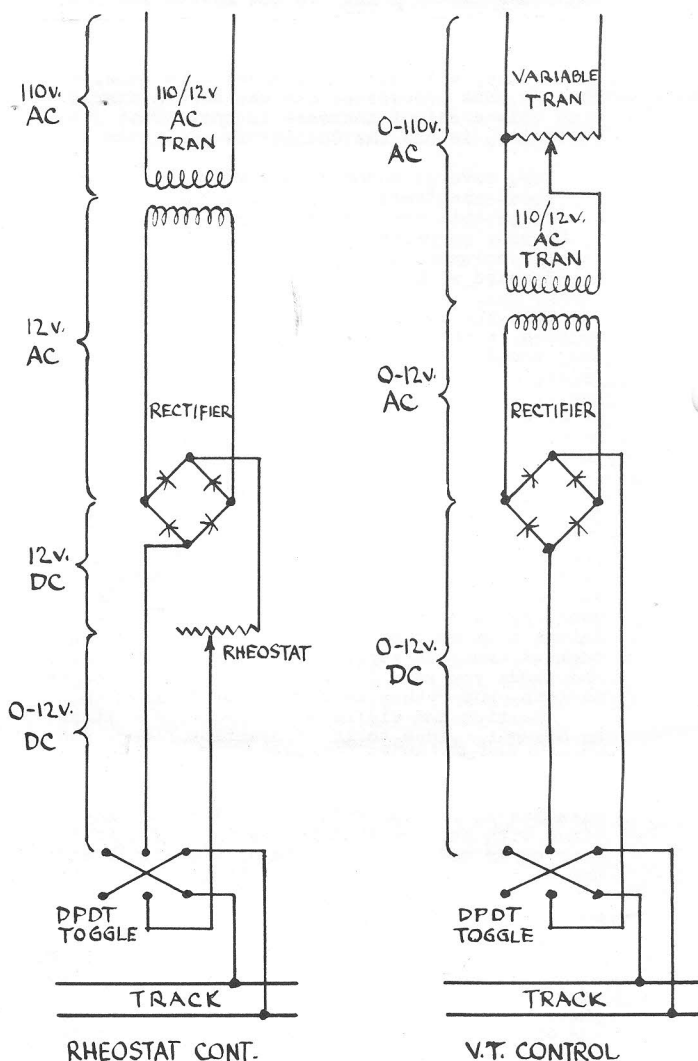 110v.
AC
110/12v
AC
TRAN
12v.
AC
RECTIFIER
12v.
DC
RHEOSTAT
0-12v.
DC
DPDT
TOGGLE
TRACK
RHEOSTAT CONT.
VARIABLE
TRAN
0-110v.
AC
110/12v.
AC
TRAN
0-12v.
AC
RECTIFIER
0-12v.
DC
DPDT
TOGGLE
TRACK
V.T. CONTROL